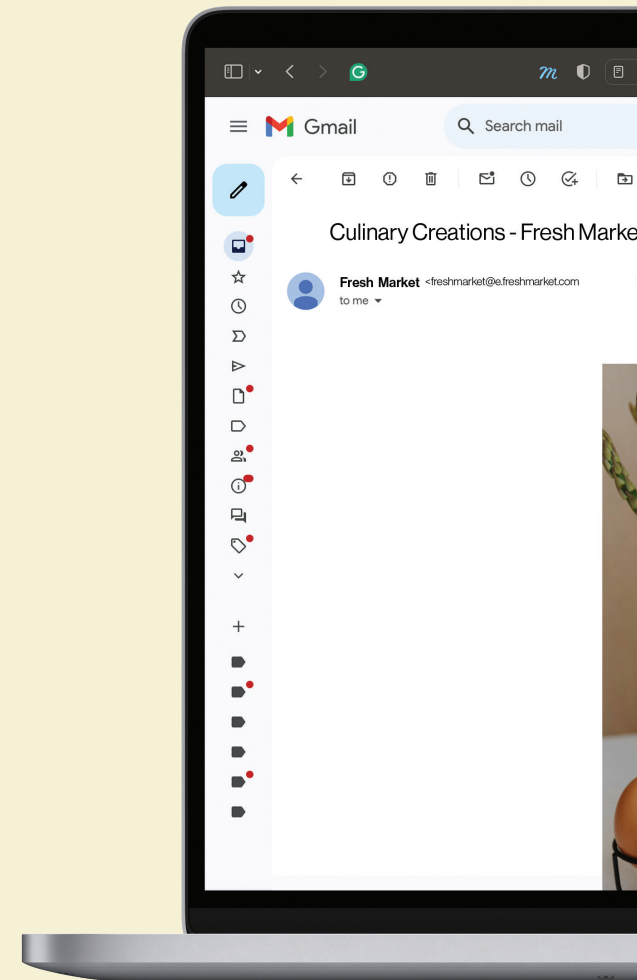 Gmail
Search mail
Culinary Creations - Fresh Marke
Fresh Market <freshmarket@e.freshmarket.com
to me